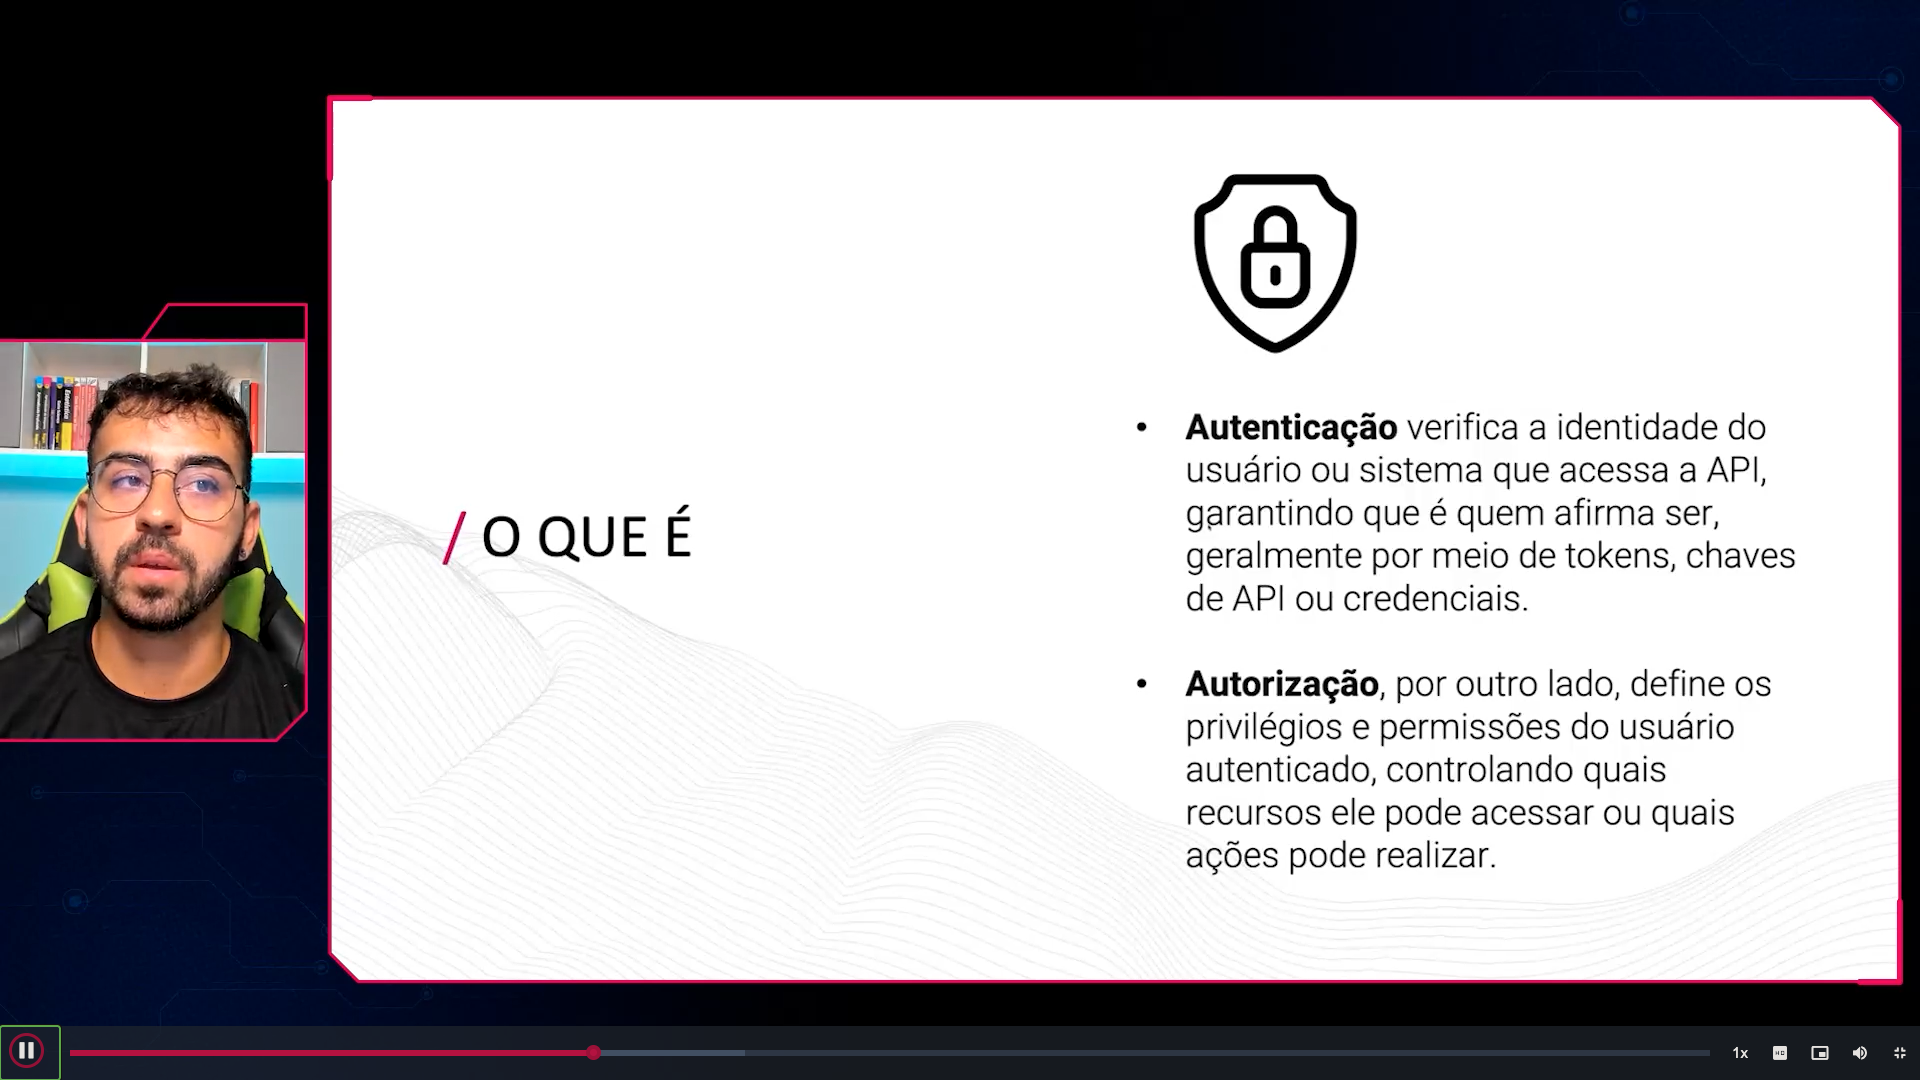 / O QUE É
• Autenticação verifica a identidade do
usuário ou sistema que acessa a API,
garantindo que é quem afirma ser,
geralmente por meio de tokens, chaves
de API ou credenciais.
• Autorização, por outro lado, define os
privilégios e permissões do usuário
autenticado, controlando quais
recursos ele pode acessar ou quais
ações pode realizar.
1x
HD